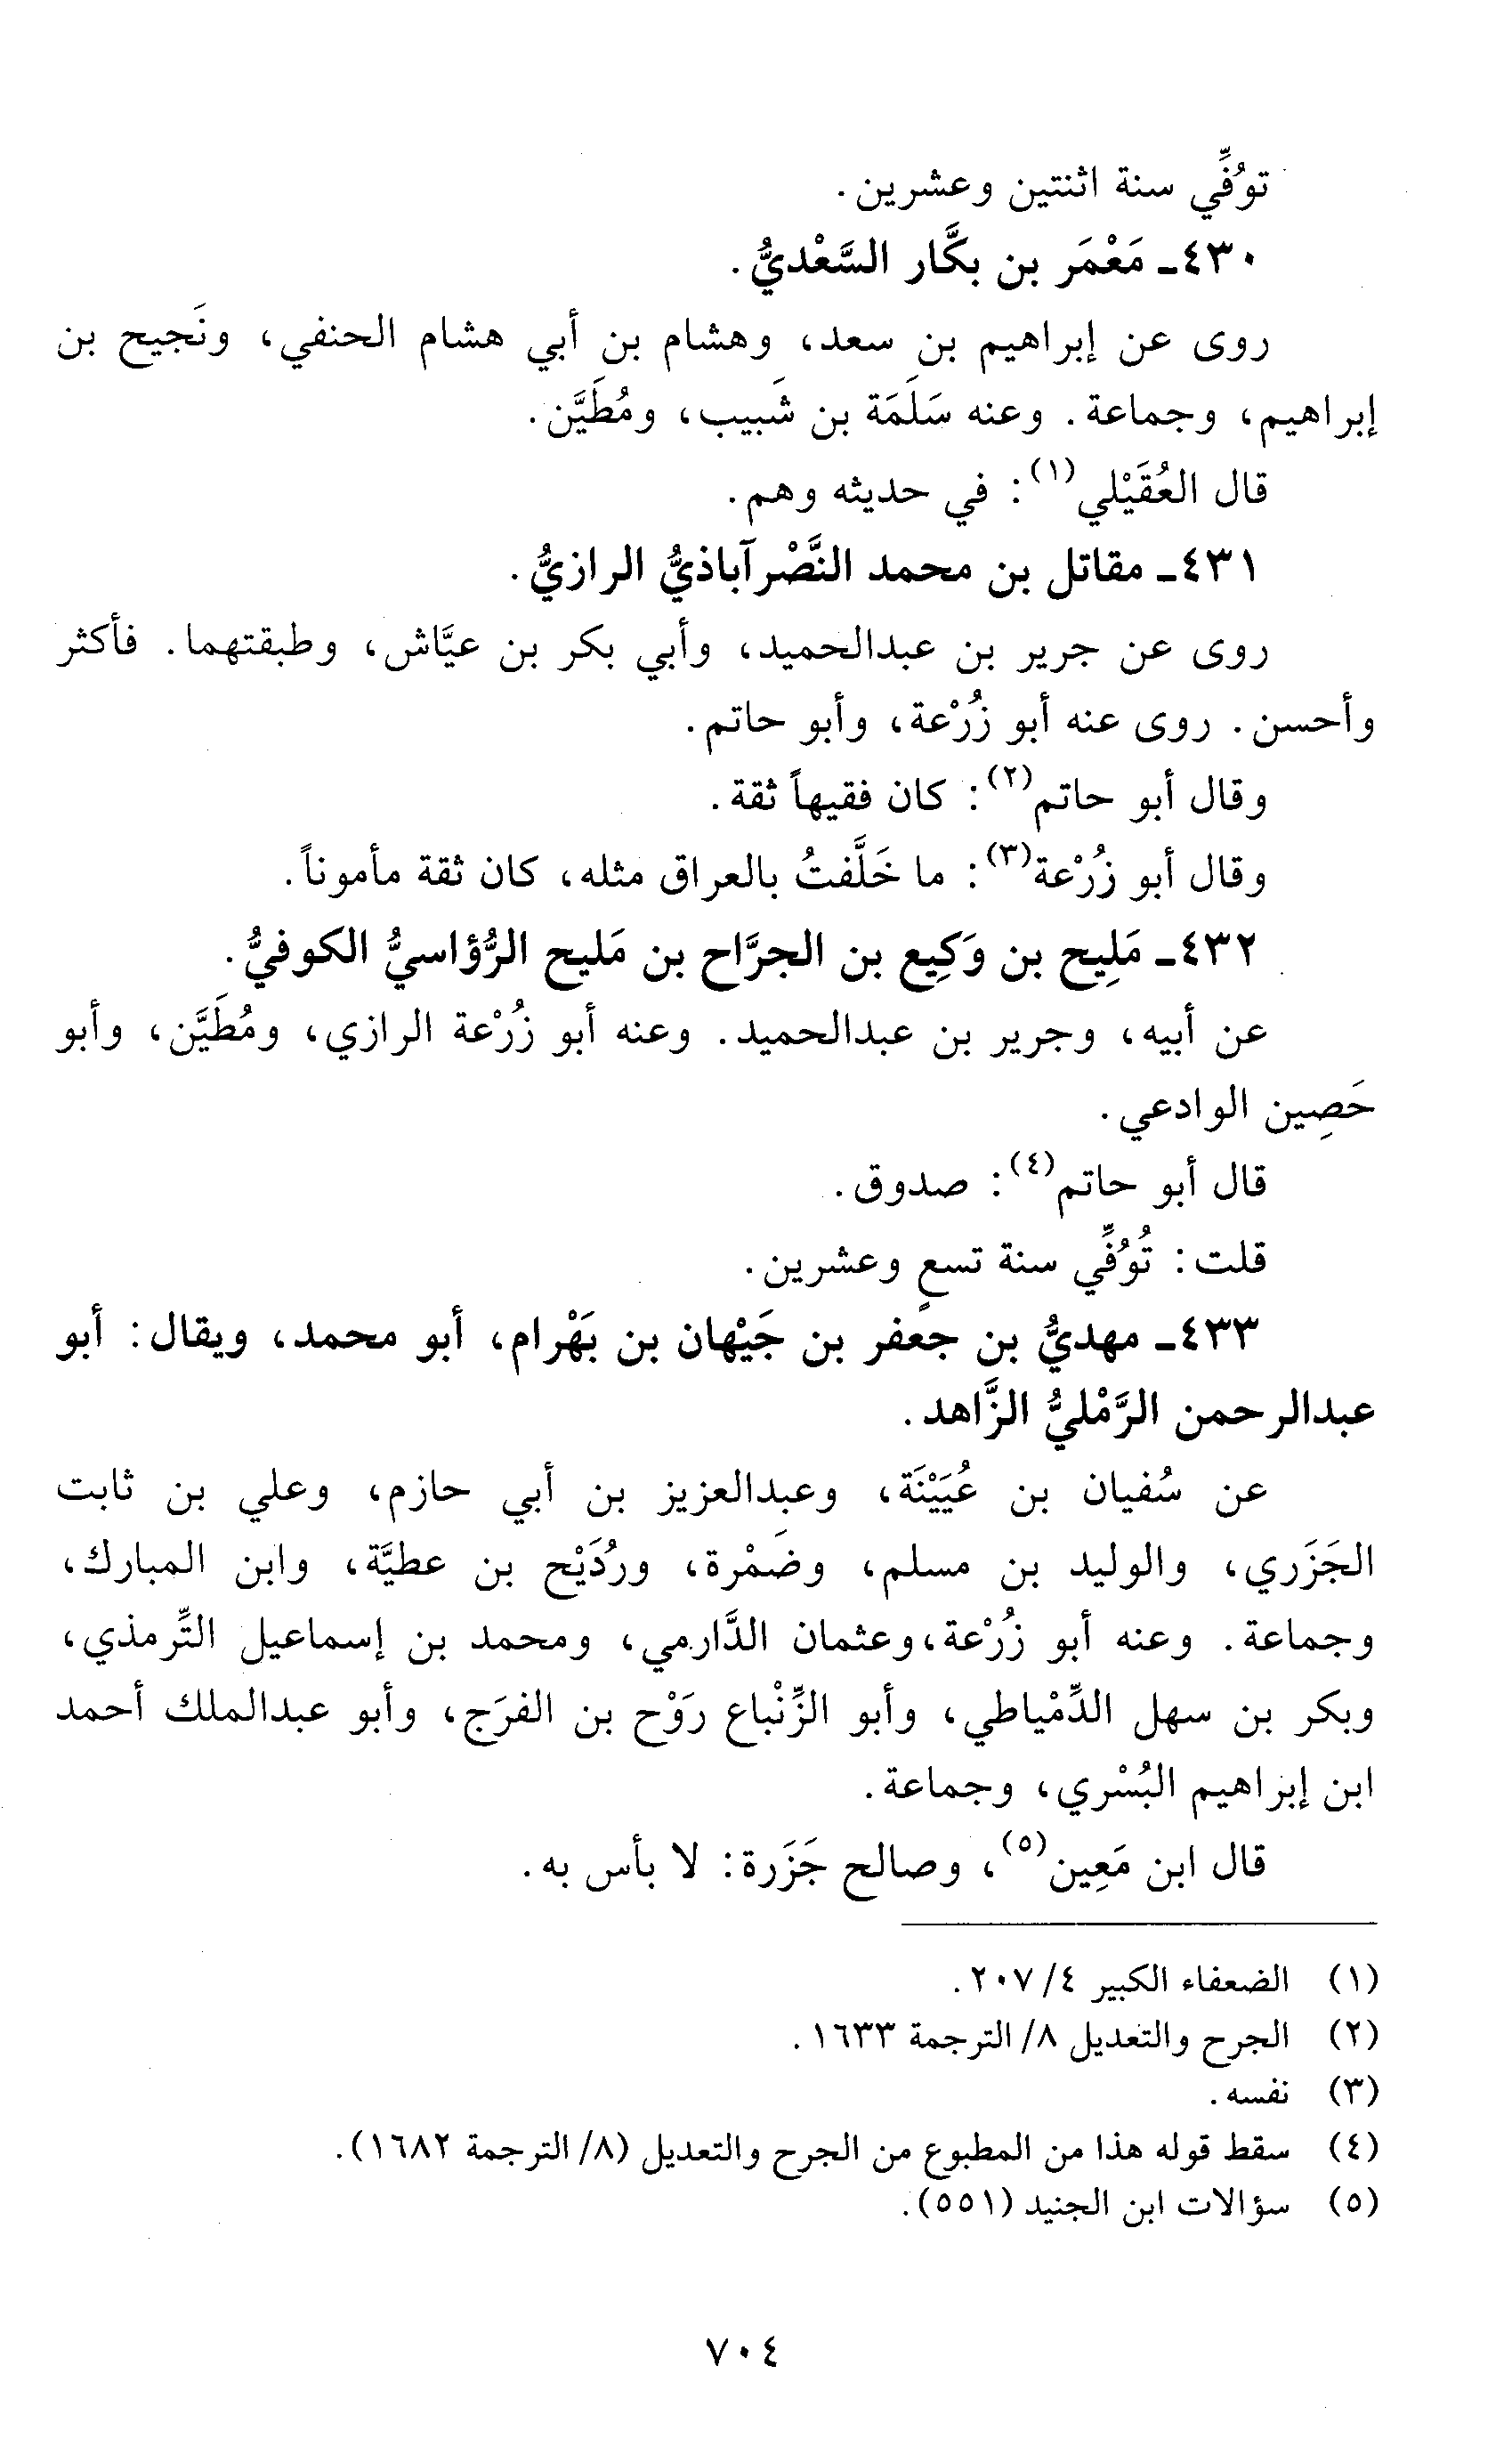 توُفِّي سنة اثنتين وعشرين.
٤٣٠ـ مَعْمَر بن بكَّار السَّعْديُّ.
روى عن إبراهيم بن سعد، وهشام بن أبي هشام الحنفي، ونَجيح بن
إبراهيم، وجماعة. وعنه سَلَمَة بن شَبيب، ومُطَيَّن.
قال العُقَيْلي(١): في حديثه وهم.
٤٣١ـ مقاتل بن محمد النَّصْرآباذيُّ الرازيُّ.
روى عن جرير بن عبدالحميد، وأبي بكر بن عيَّاش، وطبقتهما. فأكثر
وأحسن. روى عنه أبو زُرْعة، وأبو حاتم.
وقال أبو حاتم(٢): كان فقيهاً ثقة.
وقال أبو زُرْعة(٣): ما خَلَّفتُ بالعراق مثله، كان ثقة مأموناً.
٤٣٢ـ مَلِيح بن وَكِيع بن الجرَّاح بن مَليح الرُّؤاسيُّ الكوفيُّ.
عن أبيه، وجرير بن عبدالحميد. وعنه أبو زُرْعة الرازي، ومُطَيَّن، وأبو
حَصِين الوادعي.
قال أبو حاتم(٤): صدوق.
قلت: تُوُفِّي سنة تسعٍ وعشرين.
٤٣٣ـ مهديُّ بن جعفر بن جَيْهان بن بَهْرام، أبو محمد، ويقال: أبو
عبدالرحمن الرَّمْليُّ الزَّاهد.
عن سُفيان بن عُيَيْنَة، وعبدالعزيز بن أبي حازم، وعلي بن ثابت
الجَزَري، والوليد بن مسلم، وضَمْرة، ورُدَيْح بن عطيَّة، وابن المبارك،
وجماعة. وعنه أبو زُرْعة،وعثمان الدَّارمي، ومحمد بن إسماعيل التِّرمذي،
وبكر بن سهل الدِّمْياطي، وأبو الزِّنْباع رَوْح بن الفرَج، وأبو عبدالملك أحمد
ابن إبراهيم البُسْري، وجماعة.
قال ابن مَعِين(٥)، وصالح جَزَرة: لا بأس به.
(١) الضعفاء الكبير ٤/ ٢٠٧.
(٢) الجرح والتعديل ٨/ الترجمة ١٦٣٣.
(٣) نفسه.
(٤) سقط قوله هذا من المطبوع من الجرح والتعديل (٨/ الترجمة ١٦٨٢).
(٥) سؤالات ابن الجنيد (٥٥١).
٧٠٤